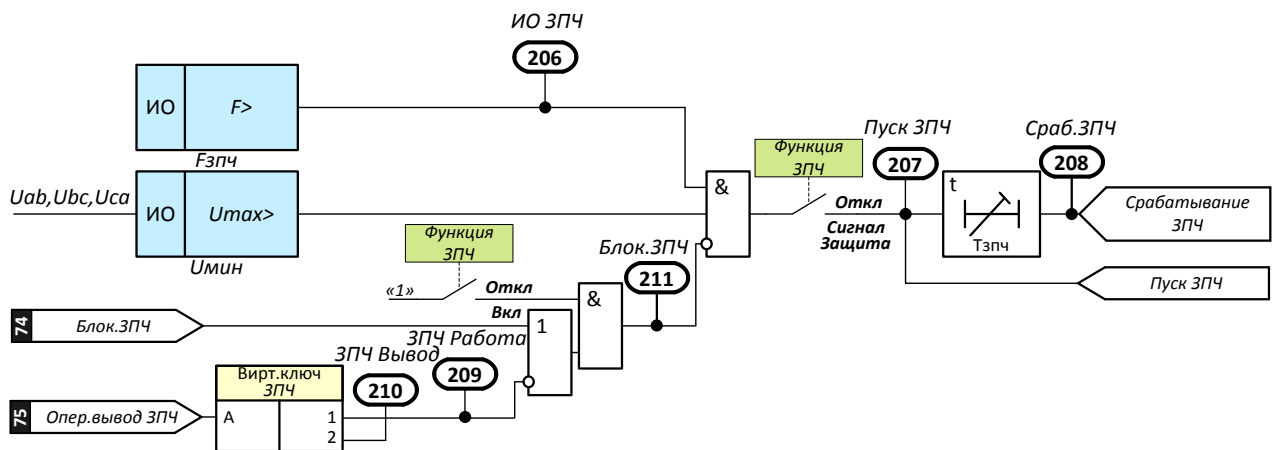 ИО ЗПЧ
206
ИО
F>
Fзпч
Uab,Ubc,Uca
ИО
Umax>
Uмин
&
Функция
ЗПЧ
Откл
Сигнал
Защита
Пуск ЗПЧ
207
t
Тзпч
Сраб.ЗПЧ
208
Срабатывание
ЗПЧ
Пуск ЗПЧ
Функция
ЗПЧ
«1»
Откл
Вкл
&
Блок.ЗПЧ
211
74
Блок.ЗПЧ
1
ЗПЧ Работа
209
ЗПЧ Вывод
210
Вирт.ключ
ЗПЧ
75
Опер.вывод ЗПЧ
A
1
2